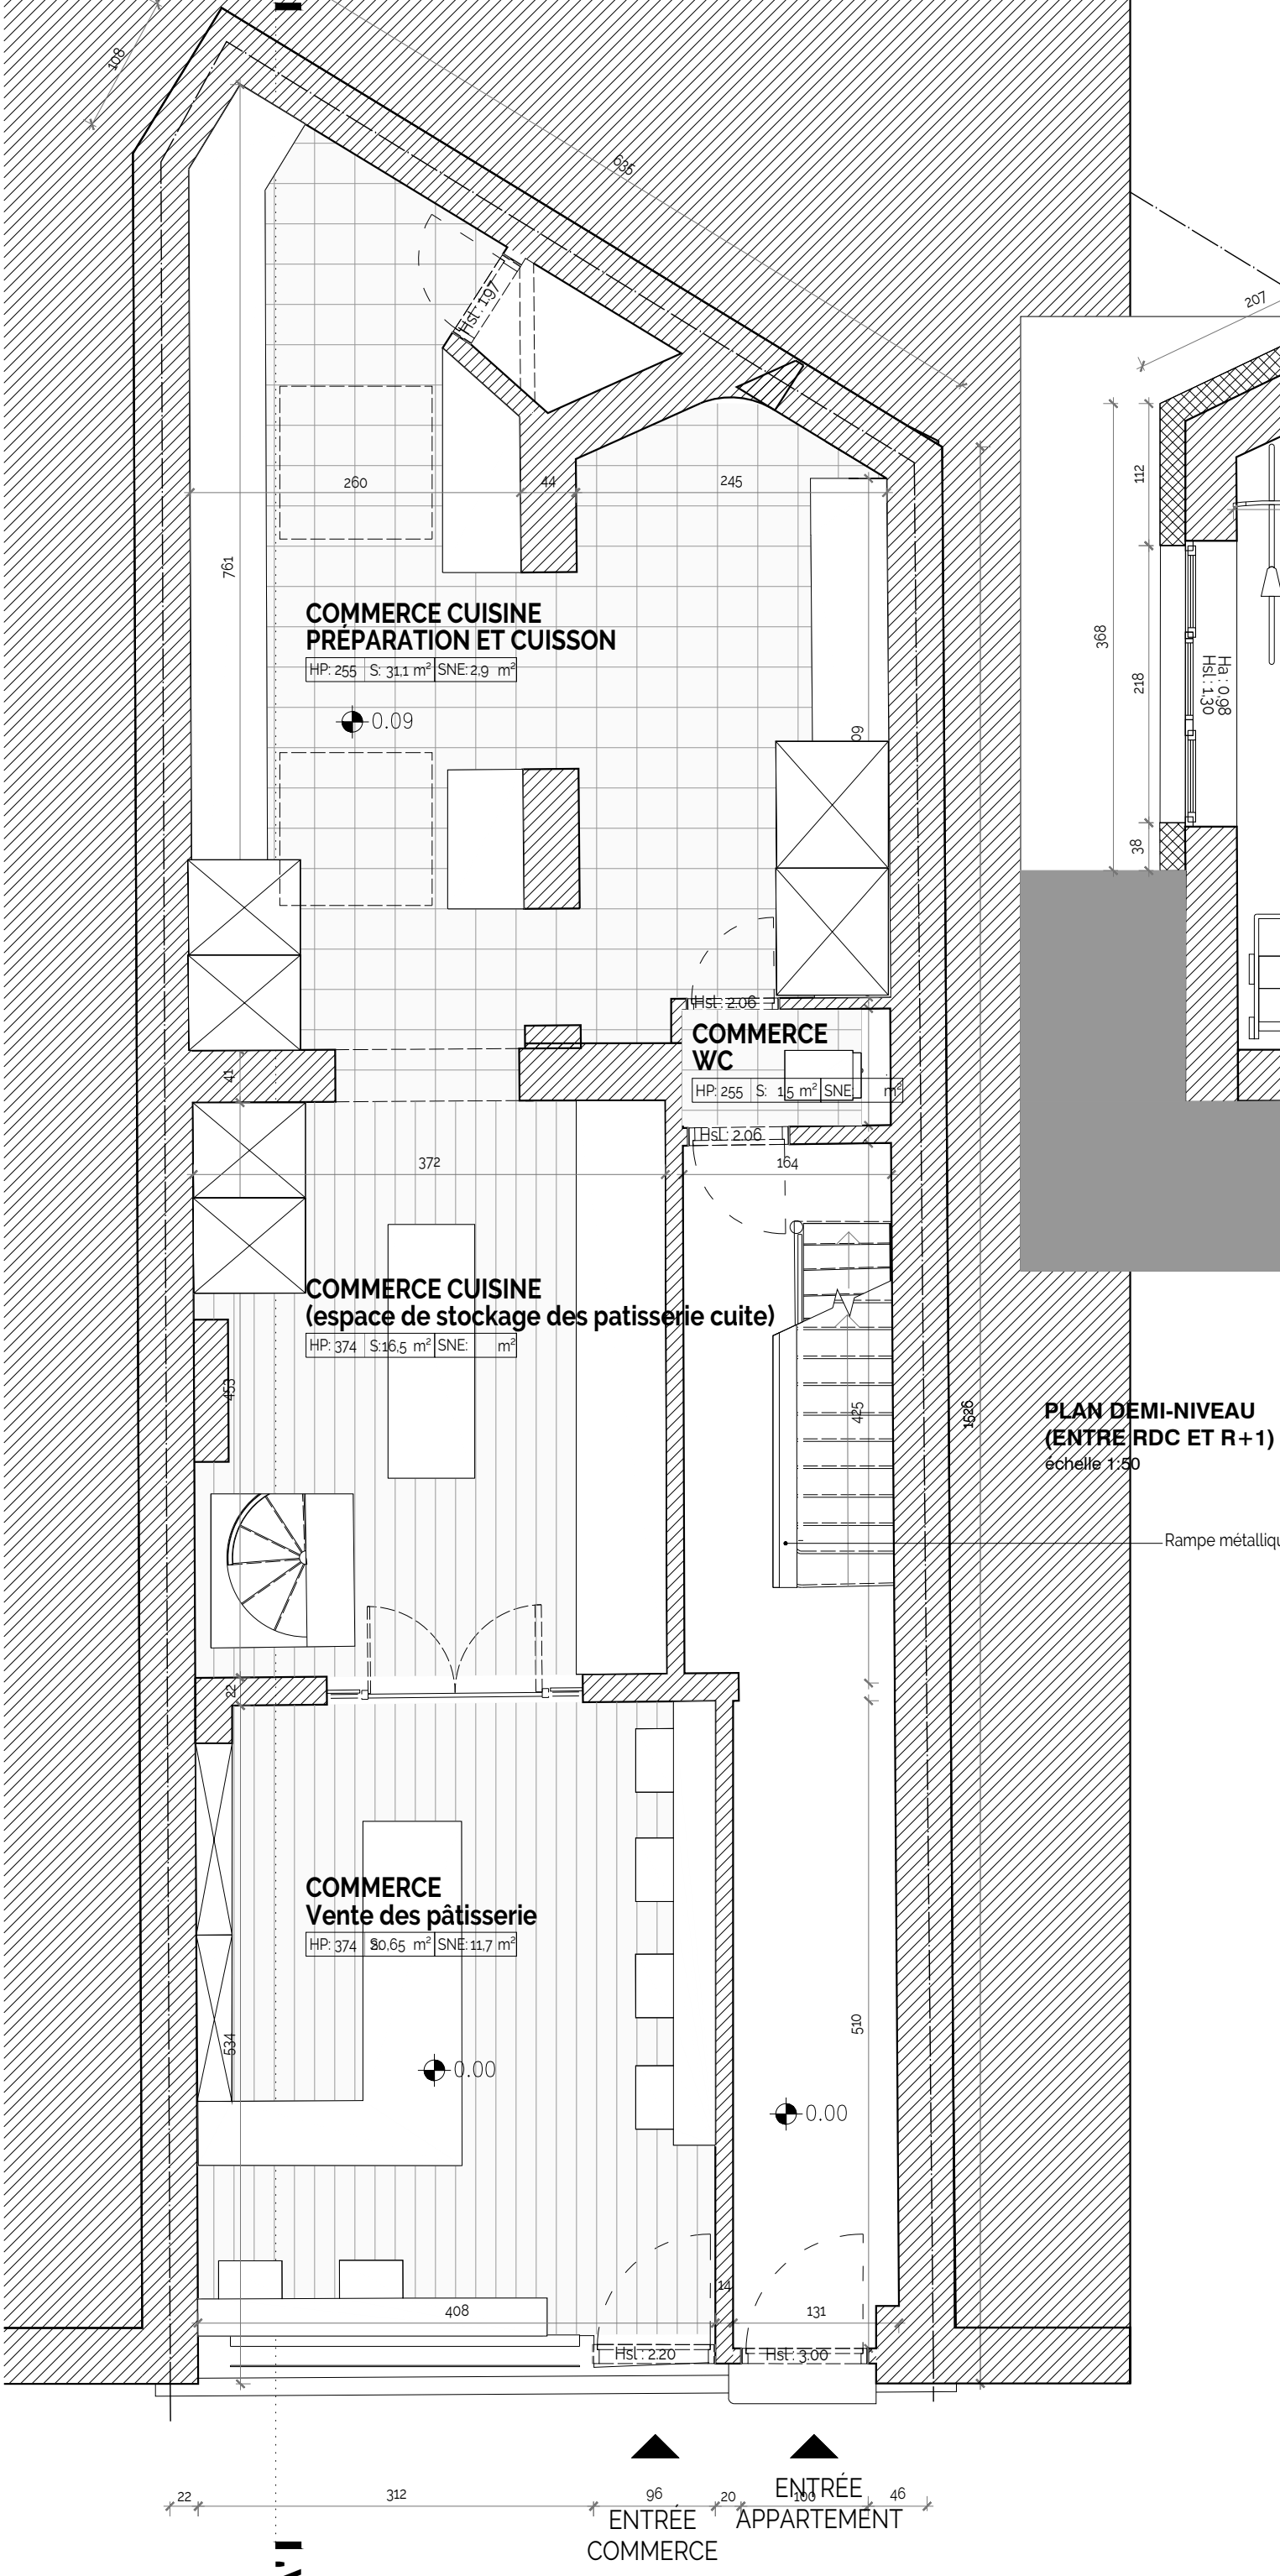 108
635
207
Hsl : 1.97
112
260
44
245
761
368
218
Ha : 0,98
Hsl : 1,30
38
COMMERCE CUISINE
PRÉPARATION ET CUISSON
HP: 255 S: 31,1 m² SNE: 2,9 m²
0.09
09
Hsl : 2.06
COMMERCE
WC
HP: 255 S: 1,5 m² SNE m²
41
Hsl : 2.06
372
164
COMMERCE CUISINE
(espace de stockage des patisserie cuite)
HP: 374 S:16,5 m² SNE: m²
453
425
PLAN DEMI-NIVEAU
(ENTRE RDC ET R+1)
échelle 1:50
Rampe métalliqu
22
COMMERCE
Vente des pâtisserie
HP: 374 20,65 m² SNE: 11,7 m²
534
510
0.00
0.00
14
408
131
Hsl : 2.20
Hsl : 3.00
22
312
96
20
100
46
ENTRÉE
COMMERCE
ENTRÉE
APPARTEMENT